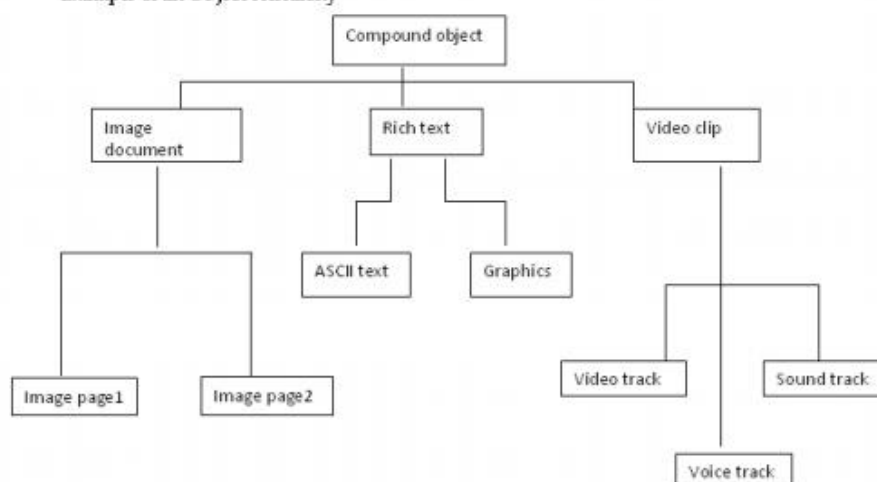 Compound object
Image
document
Rich text
Video clip
ASCII text
Graphics
Image page1
Image page2
Video track
Sound track
Voice track